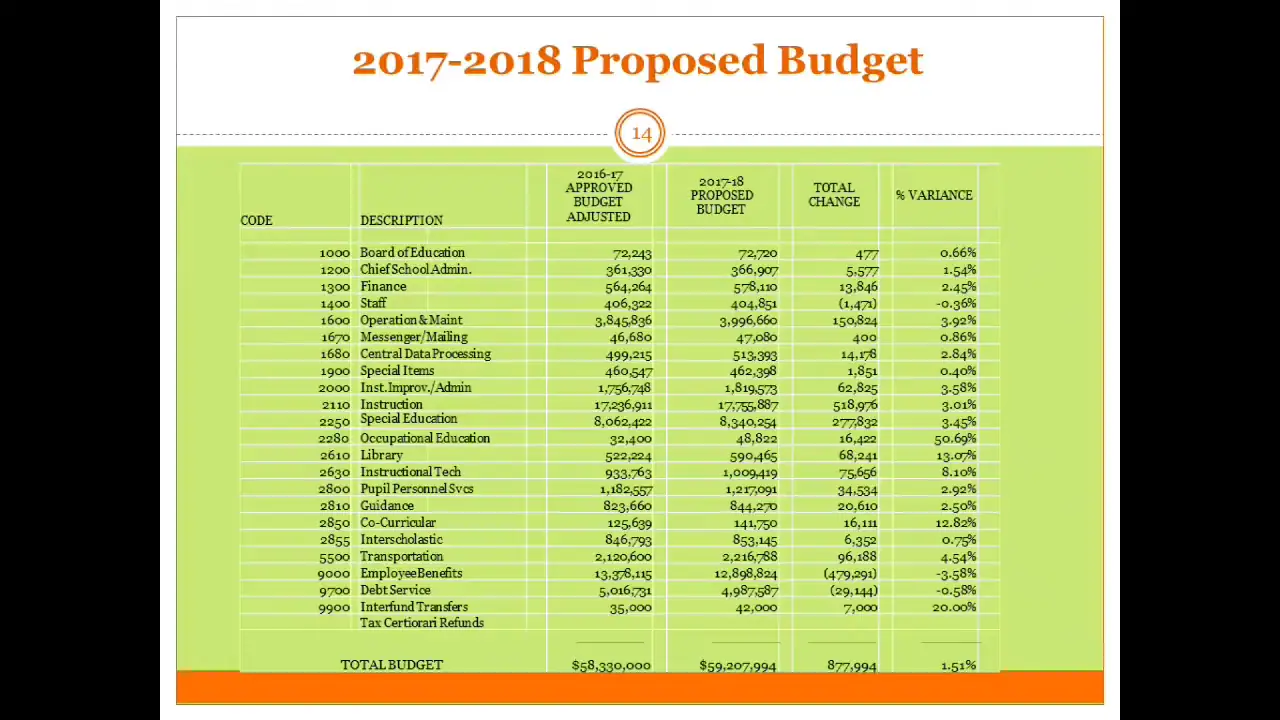 2017-2018 Proposed Budget
14
CODE DESCRIPTION 2016-17 APPROVED BUDGET ADJUSTED 2017-18 PROPOSED BUDGET TOTAL CHANGE % VARIANCE
1000 Board of Education 72,243 72,720 477 0.66%
1200 Chief School Admin. 361,330 366,907 5,577 1.54%
1300 Finance 564,264 578,110 13,846 2.45%
1400 Staff 406,322 404,851 (1,471) -0.36%
1600 Operation & Maint 3,845,836 3,996,660 150,824 3.92%
1670 Messenger/Mailing 46,680 47,080 400 0.86%
1680 Central Data Processing 499,215 513,393 14,178 2.84%
1900 Special Items 460,547 462,398 1,851 0.40%
2000 Inst.Improv./Admin 1,756,748 1,819,573 62,825 3.58%
2110 Instruction 17,236,911 17,755,887 518,976 3.01%
2250 Special Education 8,062,422 8,340,254 277,832 3.45%
2280 Occupational Education 32,400 48,822 16,422 50.69%
2610 Library 522,224 590,465 68,241 13.07%
2630 Instructional Tech 933,763 1,009,419 75,656 8.10%
2800 Pupil Personnel Svcs 1,182,557 1,217,091 34,534 2.92%
2810 Guidance 823,660 844,270 20,610 2.50%
2850 Co-Curricular 125,639 141,750 16,111 12.82%
2855 Interscholastic 846,793 853,145 6,352 0.75%
5500 Transportation 2,120,600 2,216,788 96,188 4.54%
9000 Employee Benefits 13,378,115 12,898,824 (479,291) -3.58%
9700 Debt Service 5,016,731 4,987,587 (29,144) -0.58%
9900 Interfund Transfers 35,000 42,000 7,000 20.00%
Tax Certiorari Refunds
TOTAL BUDGET $58,330,000 $59,207,994 877,994 1.51%